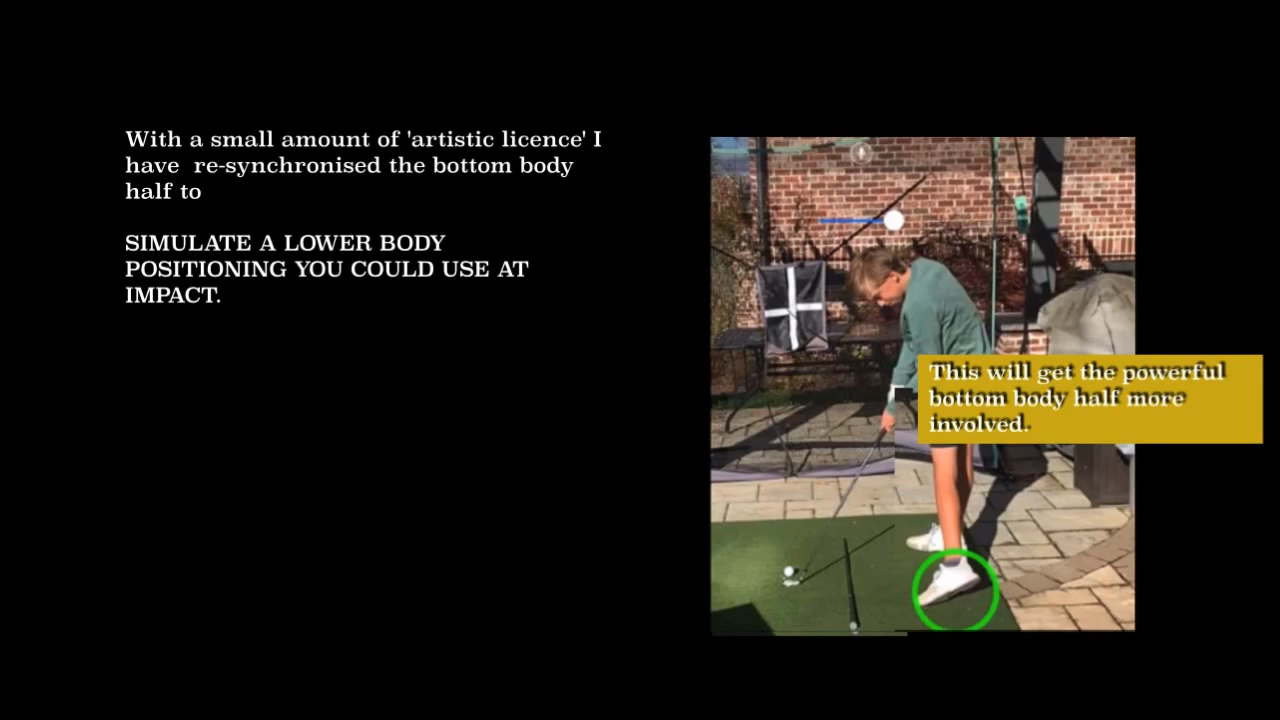 With a small amount of 'artistic licence' I
have  re-synchronised the bottom body
half to
SIMULATE A LOWER BODY
POSITIONING YOU COULD USE AT
IMPACT.
This will get the powerful
bottom body half more
involved.